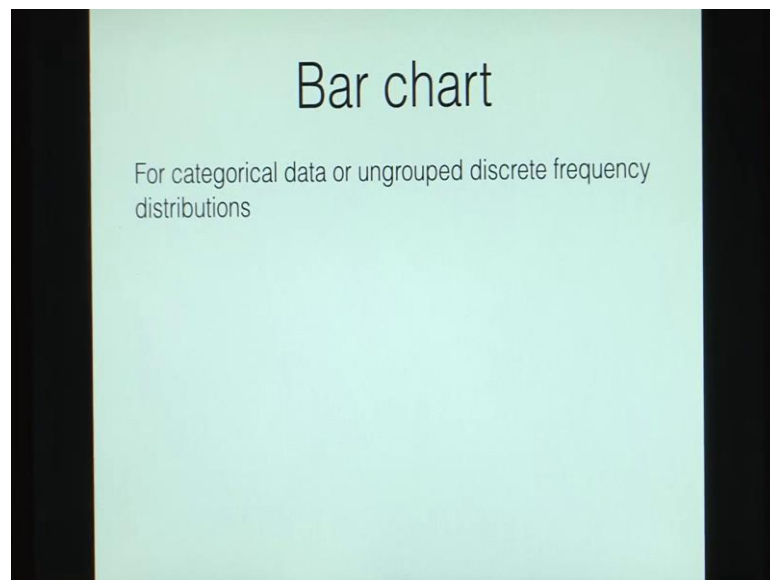 Bar chart
For categorical data or ungrouped discrete frequency
distributions